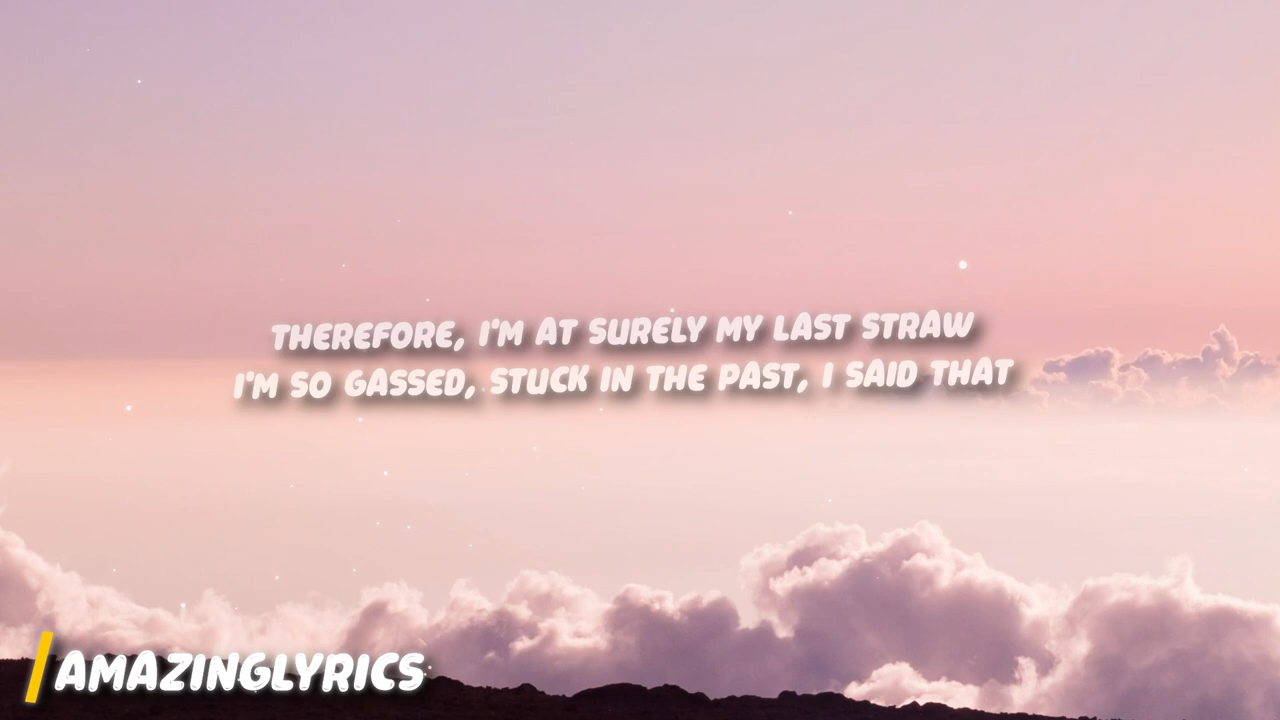 THEREFORE, I'M AT SURELY MY LAST STRAW
I'M SO GASSED, STUCK IN THE PAST, I SAID THAT
AMAZINGLYRICS